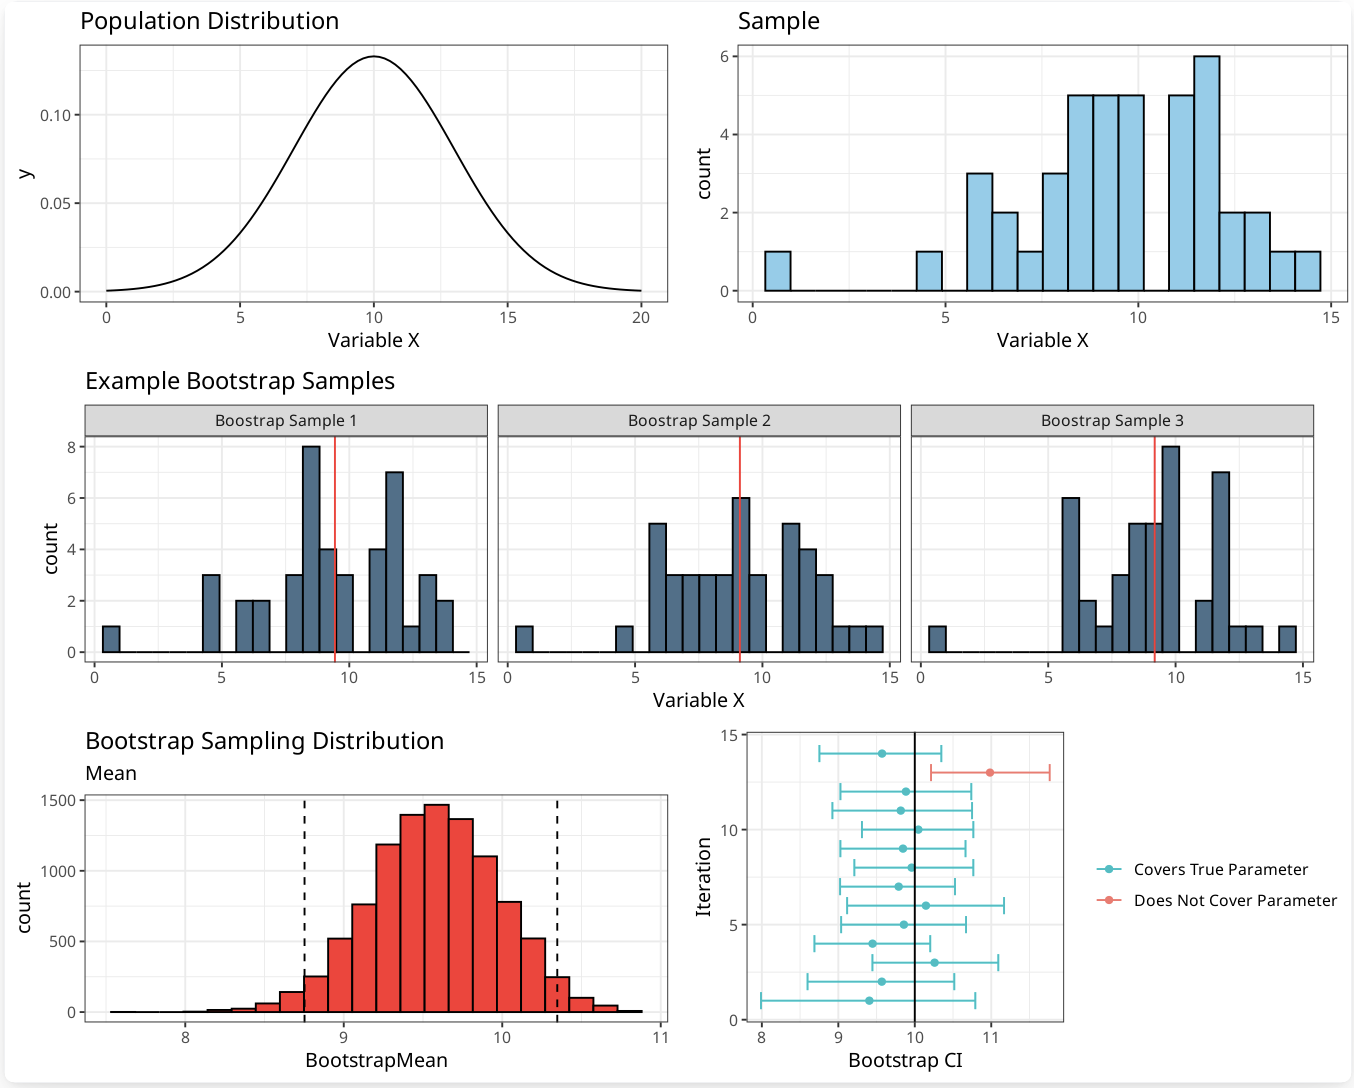 Population Distribution
0.10
0.05
0.00
y
0 5 10 15 20
Variable X
Sample
6
4
2
0
count
0 5 10 15
Variable X
Example Bootstrap Samples
Boostrap Sample 1
Boostrap Sample 2
Boostrap Sample 3
8
6
4
2
0
count
0 5 10 15
0 5 10 15
0 5 10 15
Variable X
Bootstrap Sampling Distribution
Mean
1500
1000
500
0
count
8 9 10 11
BootstrapMean
15
10
5
0
Iteration
8 9 10 11
Bootstrap CI
Covers True Parameter
Does Not Cover Parameter